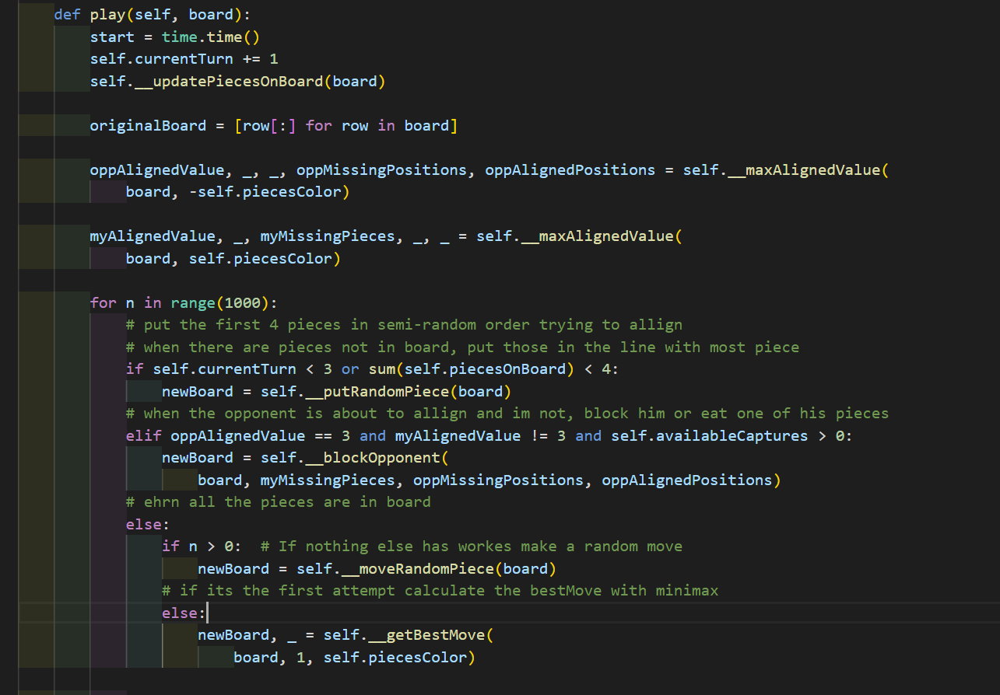 def play(self, board):
start = time.time()
self.currentTurn += 1
self.__updatePiecesOnBoard(board)
originalBoard = [row[:] for row in board]
oppAlignedValue, _, _, oppMissingPositions, oppAlignedPositions = self.__maxAlignedValue(
board, -self.piecesColor)
myAlignedValue, _, myMissingPieces, _, _ = self.__maxAlignedValue(
board, self.piecesColor)
for n in range(1000):
# put the first 4 pieces in semi-random order trying to allign
# when there are pieces not in board, put those in the line with most piece
if self.currentTurn < 3 or sum(self.piecesOnBoard) < 4:
newBoard = self.__putRandomPiece(board)
# when the opponent is about to allign and im not, block him or eat one of his pieces
elif oppAlignedValue == 3 and myAlignedValue != 3 and self.availableCaptures > 0:
newBoard = self.__blockOpponent(
board, myMissingPieces, oppMissingPositions, oppAlignedPositions)
# ehrn all the pieces are in board
else:
if n > 0:  # If nothing else has workes make a random move
newBoard = self.__moveRandomPiece(board)
# if its the first attempt calculate the bestMove with minimax
else:
newBoard, _ = self.__getBestMove(
board, 1, self.piecesColor)